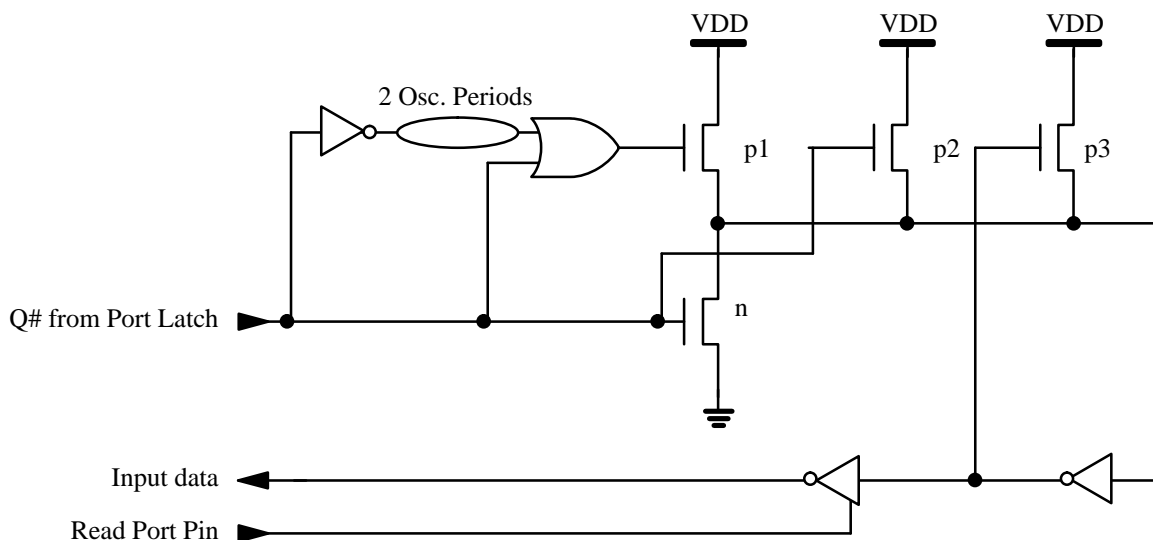 VDD
VDD
VDD
2 Osc. Periods
p1
p2
p3
n
Q# from Port Latch
Input data
Read Port Pin